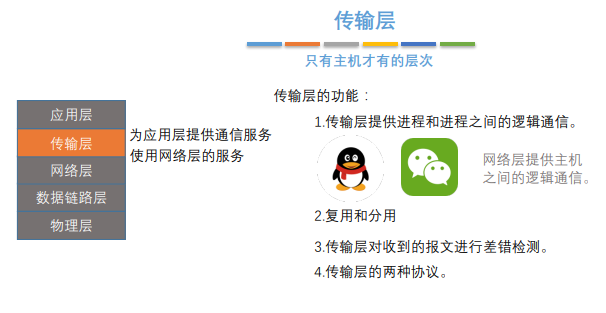 传输层
只有主机才有的层次
应用层
传输层
网络层
数据链路层
物理层
为应用层提供通信服务
使用网络层的服务
传输层的功能：
1.传输层提供进程和进程之间的逻辑通信。
网络层提供主机
之间的逻辑通信。
2.复用和分用
3.传输层对收到的报文进行差错检测。
4.传输层的两种协议。